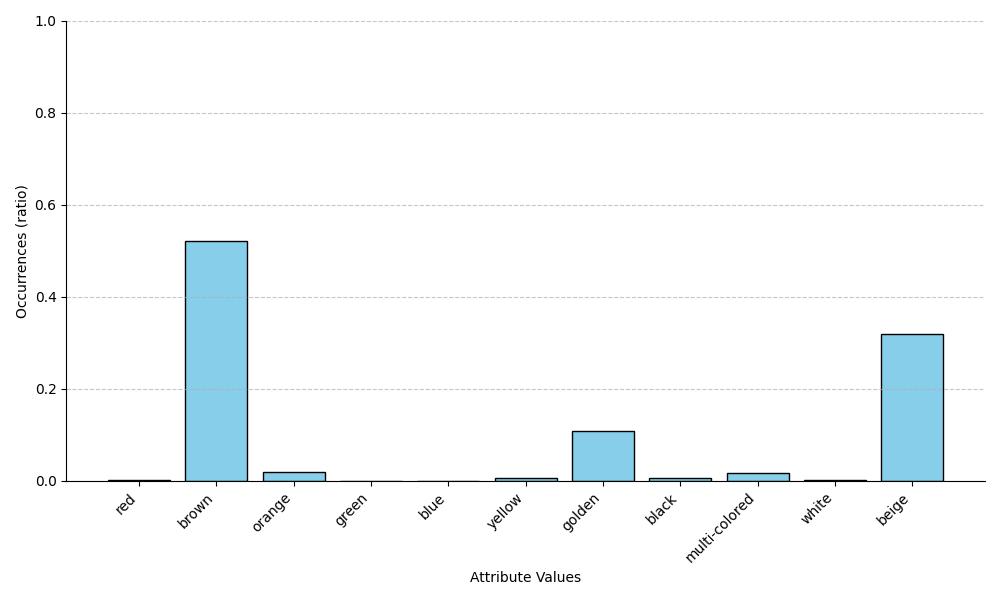 1.0
0.8
0.6
0.4
0.2
0.0
Occurrences (ratio)
red
brown
orange
green
blue
yellow
golden
black
multi-colored
white
beige
Attribute Values